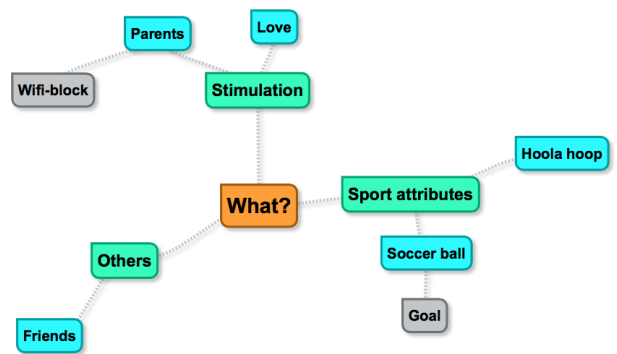 Love
Parents
Wifi-block
Stimulation
Hoola hoop
Sport attributes
What?
Soccer ball
Others
Goal
Friends